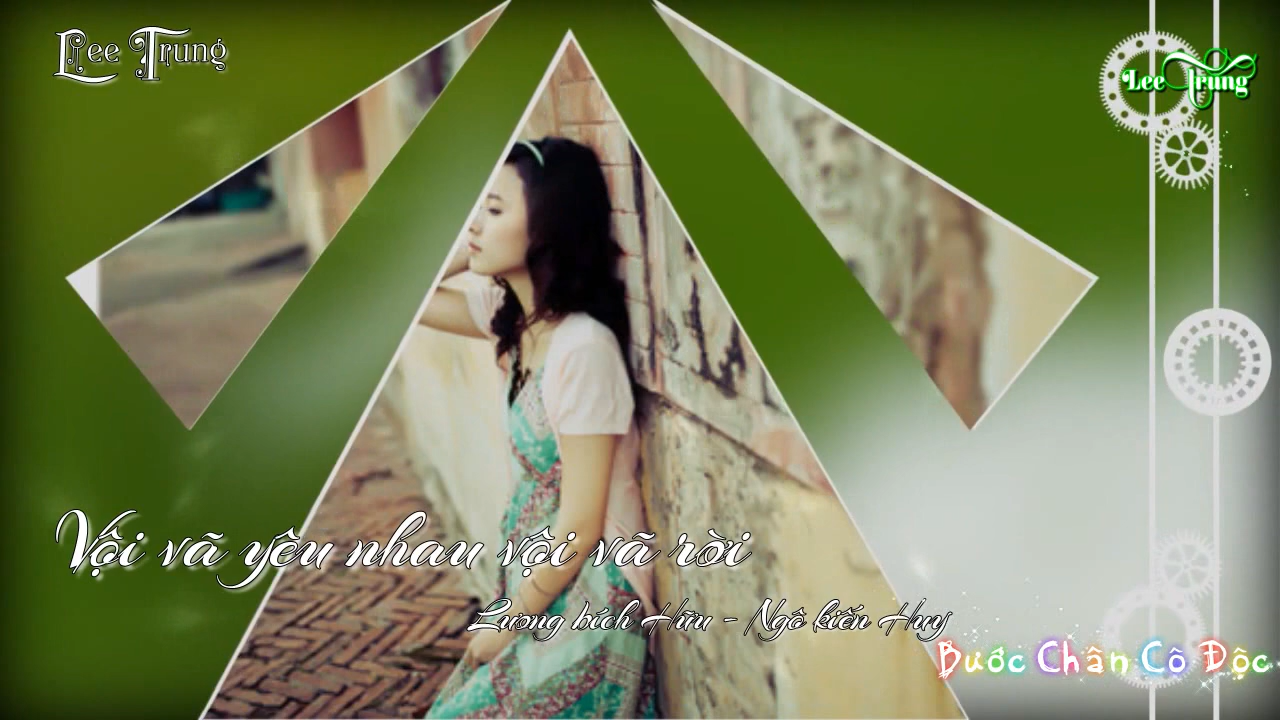 Lee Trung
Lee Trung
Vội vã yêu nhau vội vã rời
Lương bích Hữu - Ngô kiến Huy
Bước Chân Cô Độc